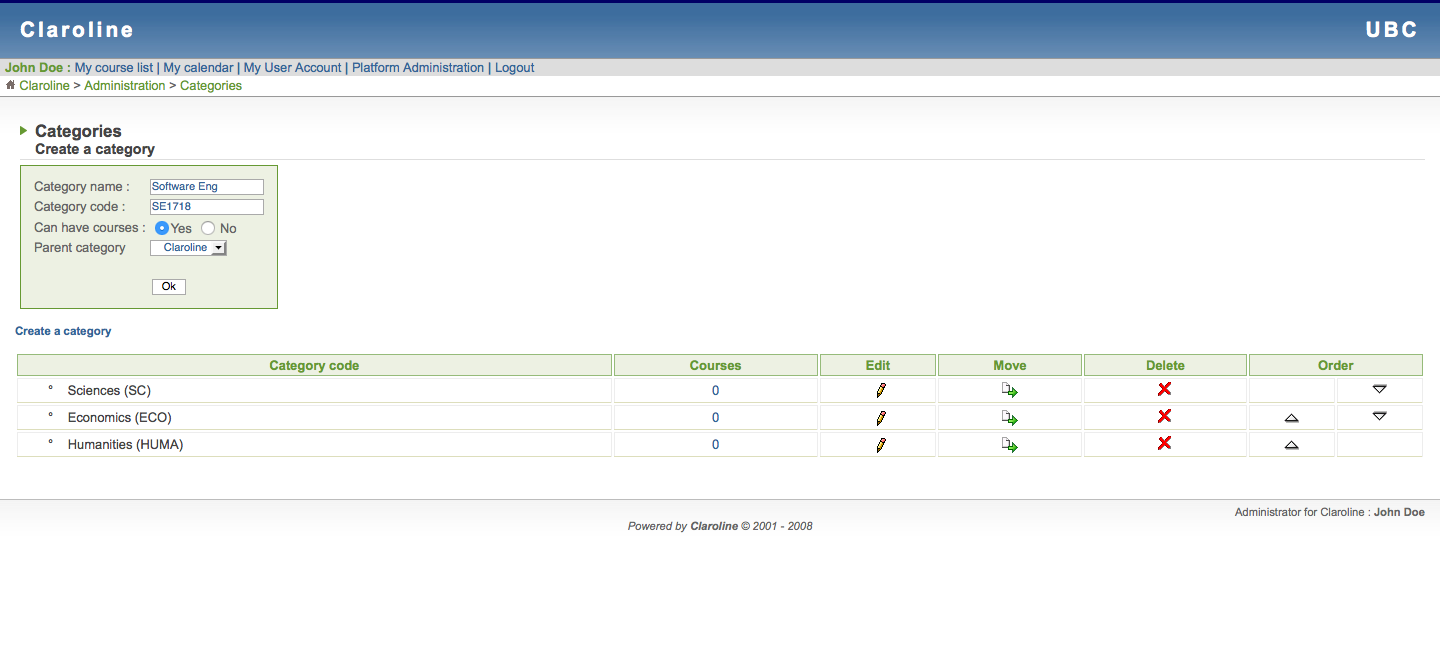 Claroline UBC
John Doe : My course list | My calendar | My User Account | Platform Administration | Logout
Claroline > Administration > Categories
Categories
Create a category
Category name : Software Eng
Category code : SE1718
Can have courses : Yes No
Parent category Claroline
Ok
Create a category
Category code Courses Edit Move Delete Order
° Sciences (SC) 0
° Economics (ECO) 0
° Humanities (HUMA) 0
Administrator for Claroline : John Doe
Powered by Claroline © 2001 - 2008